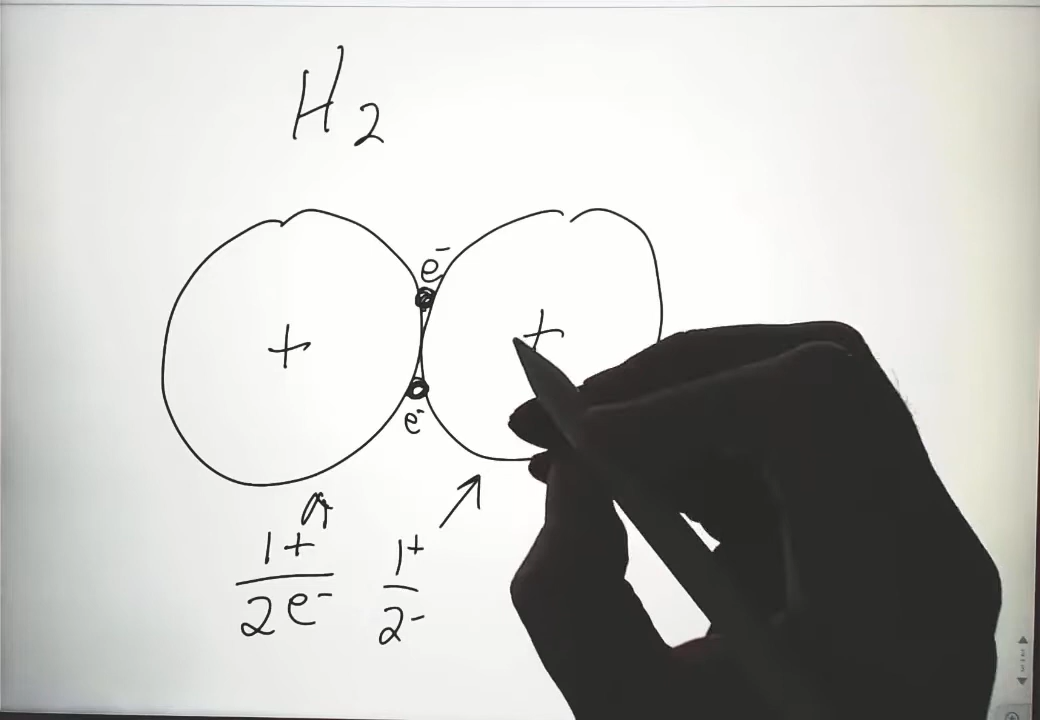 H2
e-
+ +
e-
1+ 1+
2e- 2-